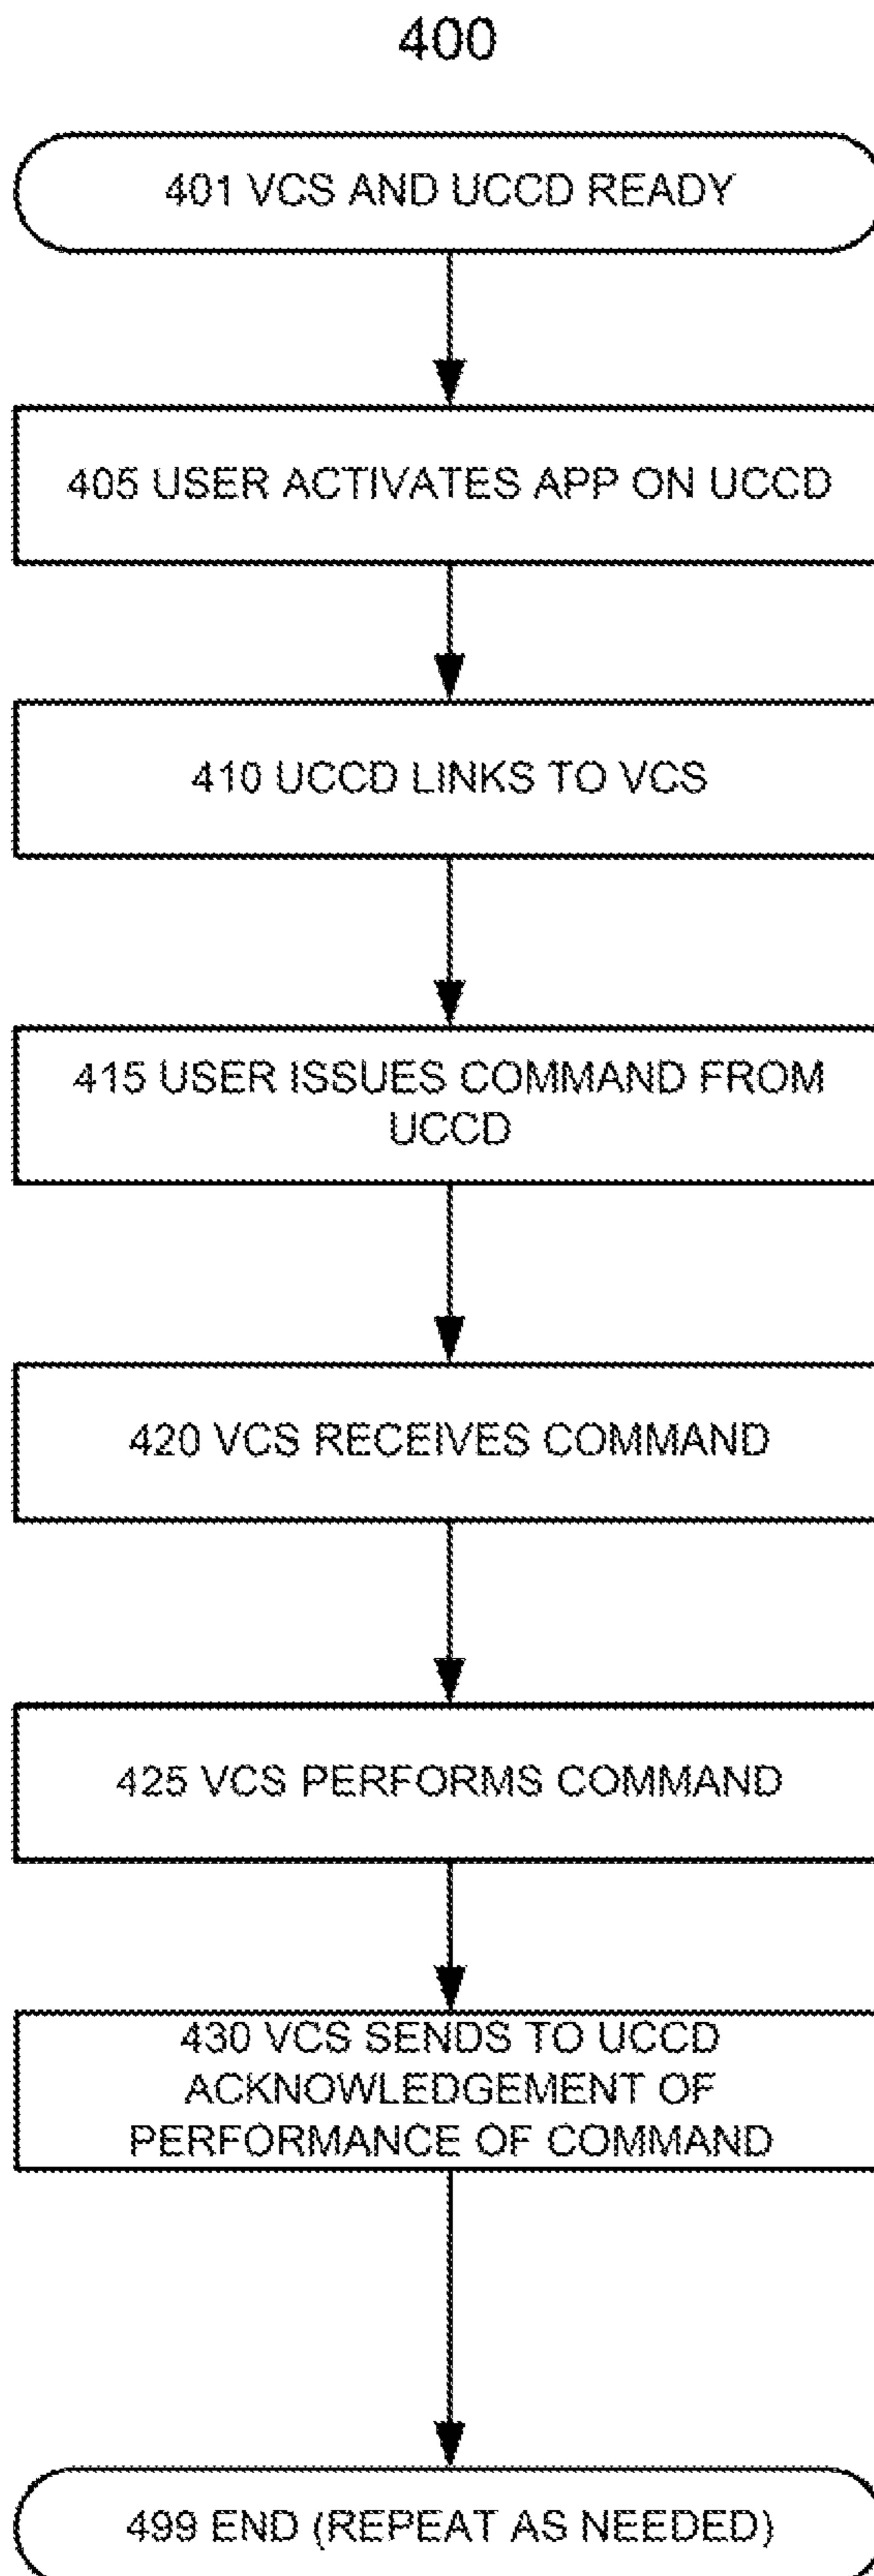 400
401 VCS AND UCCD READY
405 USER ACTIVATES APP ON UCCD
410 UCCD LINKS TO VCS
415 USER ISSUES COMMAND FROM
UCCD
420 VCS RECEIVES COMMAND
425 VCS PERFORMS COMMAND
430 VCS SENDS TO UCCD
ACKNOWLEDGEMENT OF
PERFORMANCE OF COMMAND
499 END (REPEAT AS NEEDED)